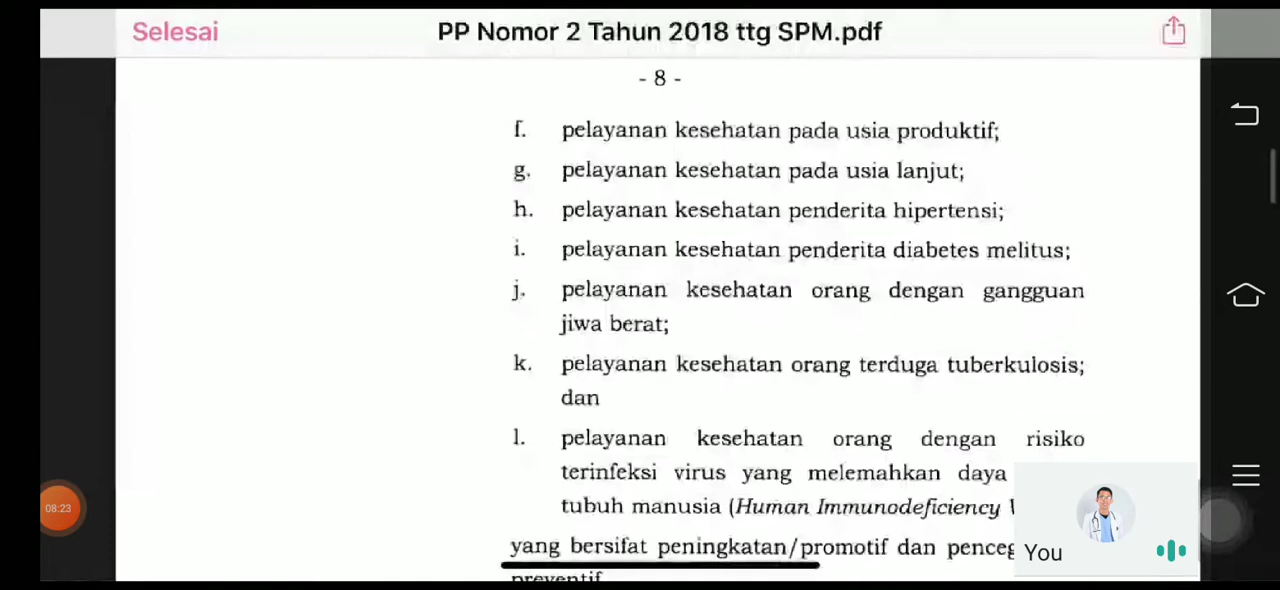 Selesai
PP Nomor 2 Tahun 2018 ttg SPM.pdf
- 8 -
f. pelayanan kesehatan pada usia produktif;
g. pelayanan kesehatan pada usia lanjut;
h. pelayanan kesehatan penderita hipertensi;
i. pelayanan kesehatan penderita diabetes melitus;
j. pelayanan kesehatan orang dengan gangguan
jiwa berat;
k. pelayanan kesehatan orang terduga tuberkulosis;
dan
l. pelayanan kesehatan orang dengan risiko
terinfeksi virus yang melemahkan daya
tubuh manusia (Human Immunodeficiency
yang bersifat peningkatan/promotif dan
preventif
08:23
You